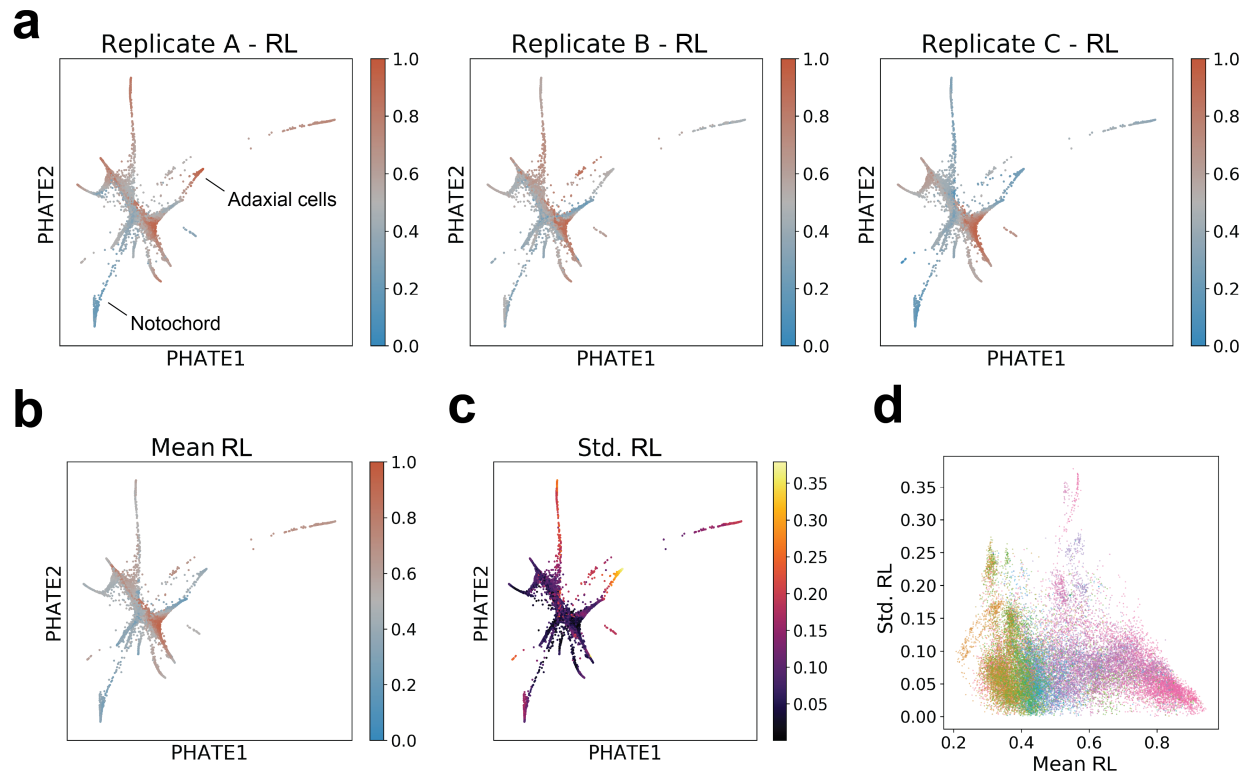 a
Replicate A - RL
PHATE2
Adaxial cells
Notochord
PHATE1
1.0
0.8
0.6
0.4
0.2
0.0
Replicate B - RL
PHATE2
PHATE1
1.0
0.8
0.6
0.4
0.2
0.0
Replicate C - RL
PHATE2
PHATE1
1.0
0.8
0.6
0.4
0.2
0.0
b
Mean RL
PHATE2
PHATE1
1.0
0.8
0.6
0.4
0.2
0.0
c
Std. RL
PHATE2
PHATE1
0.35
0.30
0.25
0.20
0.15
0.10
0.05
d
Std. RL
0.35
0.30
0.25
0.20
0.15
0.10
0.05
0.00
0.2 0.4 0.6 0.8
Mean RL